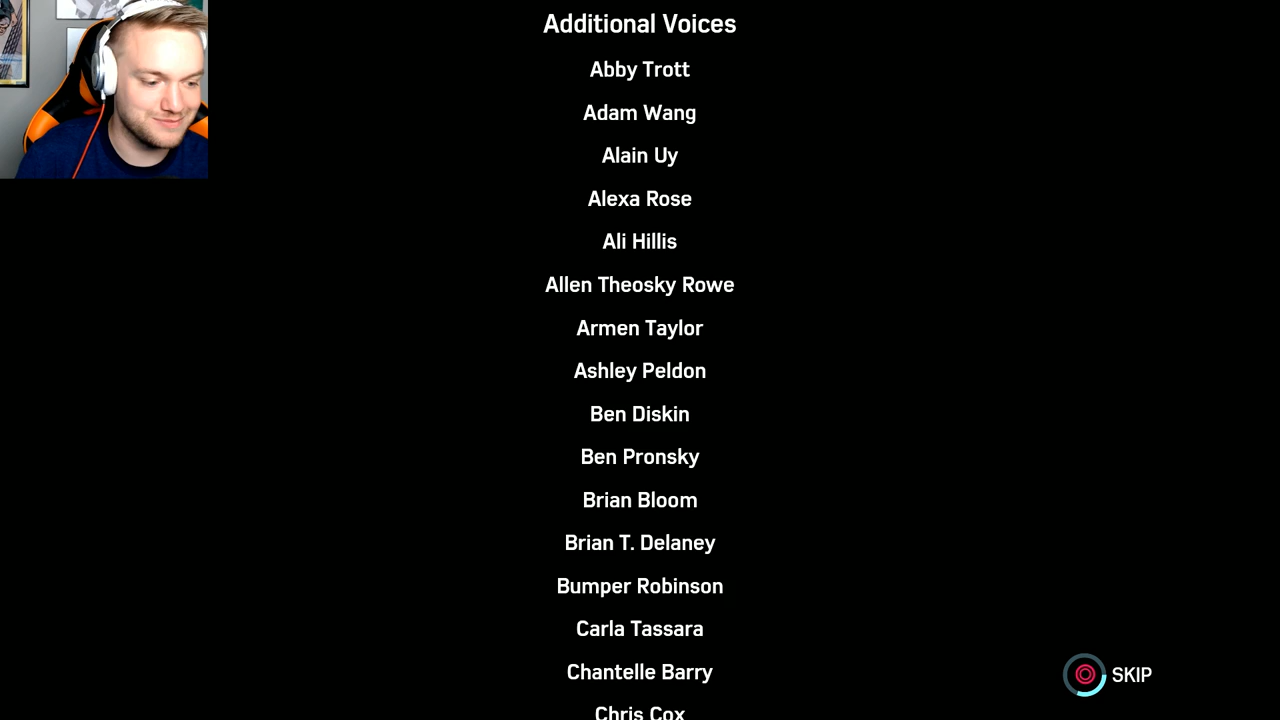 Additional Voices
Abby Trott
Adam Wang
Alain Uy
Alexa Rose
Ali Hillis
Allen Theosky Rowe
Armen Taylor
Ashley Peldon
Ben Diskin
Ben Pronsky
Brian Bloom
Brian T. Delaney
Bumper Robinson
Carla Tassara
Chantelle Barry
SKIP
Chris Cox